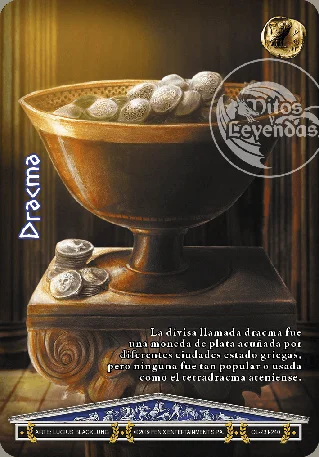 Mitos
y
Leyendas
Dracma
La divisa llamada dracma fue
una moneda de plata acuñada por
diferentes ciudades estado griegas,
pero ninguna fue tan popular o usada
como el tetradracma ateniense.